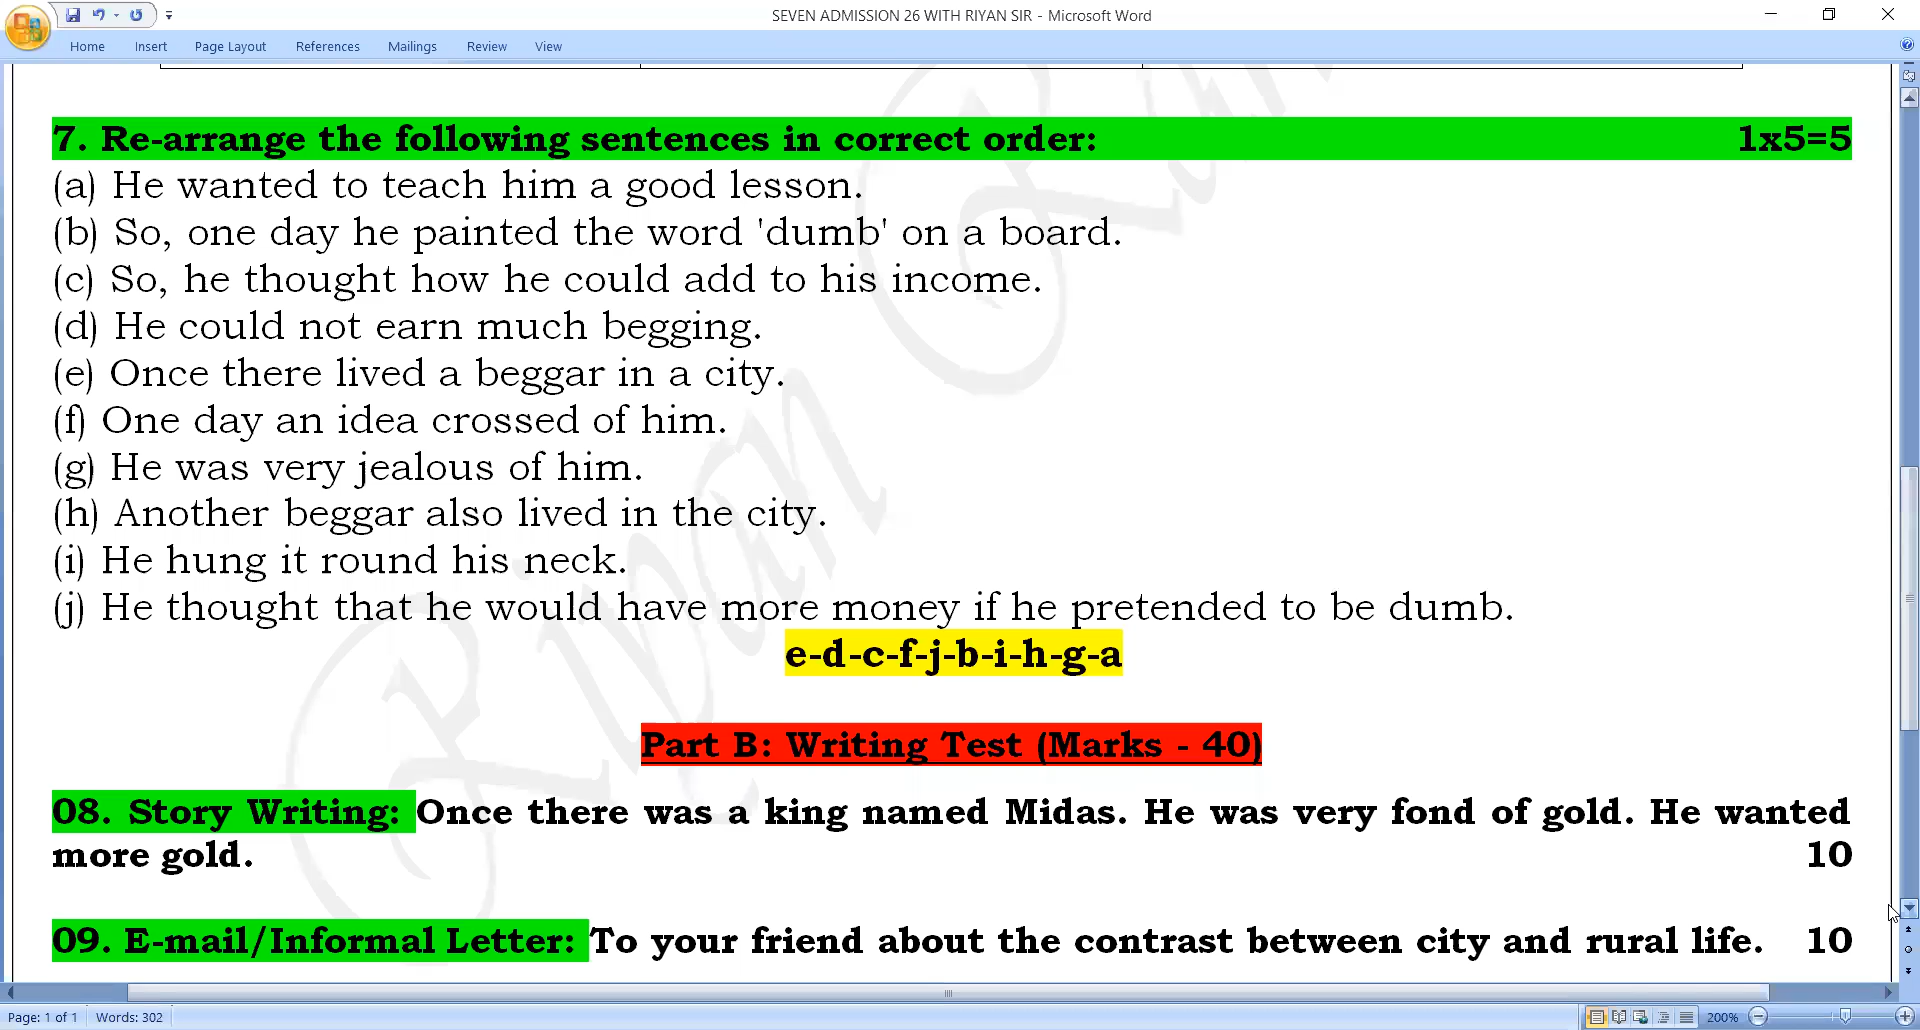 SEVEN ADMISSION 26 WITH RIYAN SIR - Microsoft Word
Home Insert Page Layout References Mailings Review View
7. Re-arrange the following sentences in correct order: 1x5=5
(a) He wanted to teach him a good lesson.
(b) So, one day he painted the word 'dumb' on a board.
(c) So, he thought how he could add to his income.
(d) He could not earn much begging.
(e) Once there lived a beggar in a city.
(f) One day an idea crossed of him.
(g) He was very jealous of him.
(h) Another beggar also lived in the city.
(i) He hung it round his neck.
(j) He thought that he would have more money if he pretended to be dumb.
e-d-c-f-j-b-i-h-g-a
Part B: Writing Test (Marks - 40)
08. Story Writing: Once there was a king named Midas. He was very fond of gold. He wanted
more gold. 10
09. E-mail/Informal Letter: To your friend about the contrast between city and rural life. 10
Page: 1 of 1 Words: 302 200%
Riyan